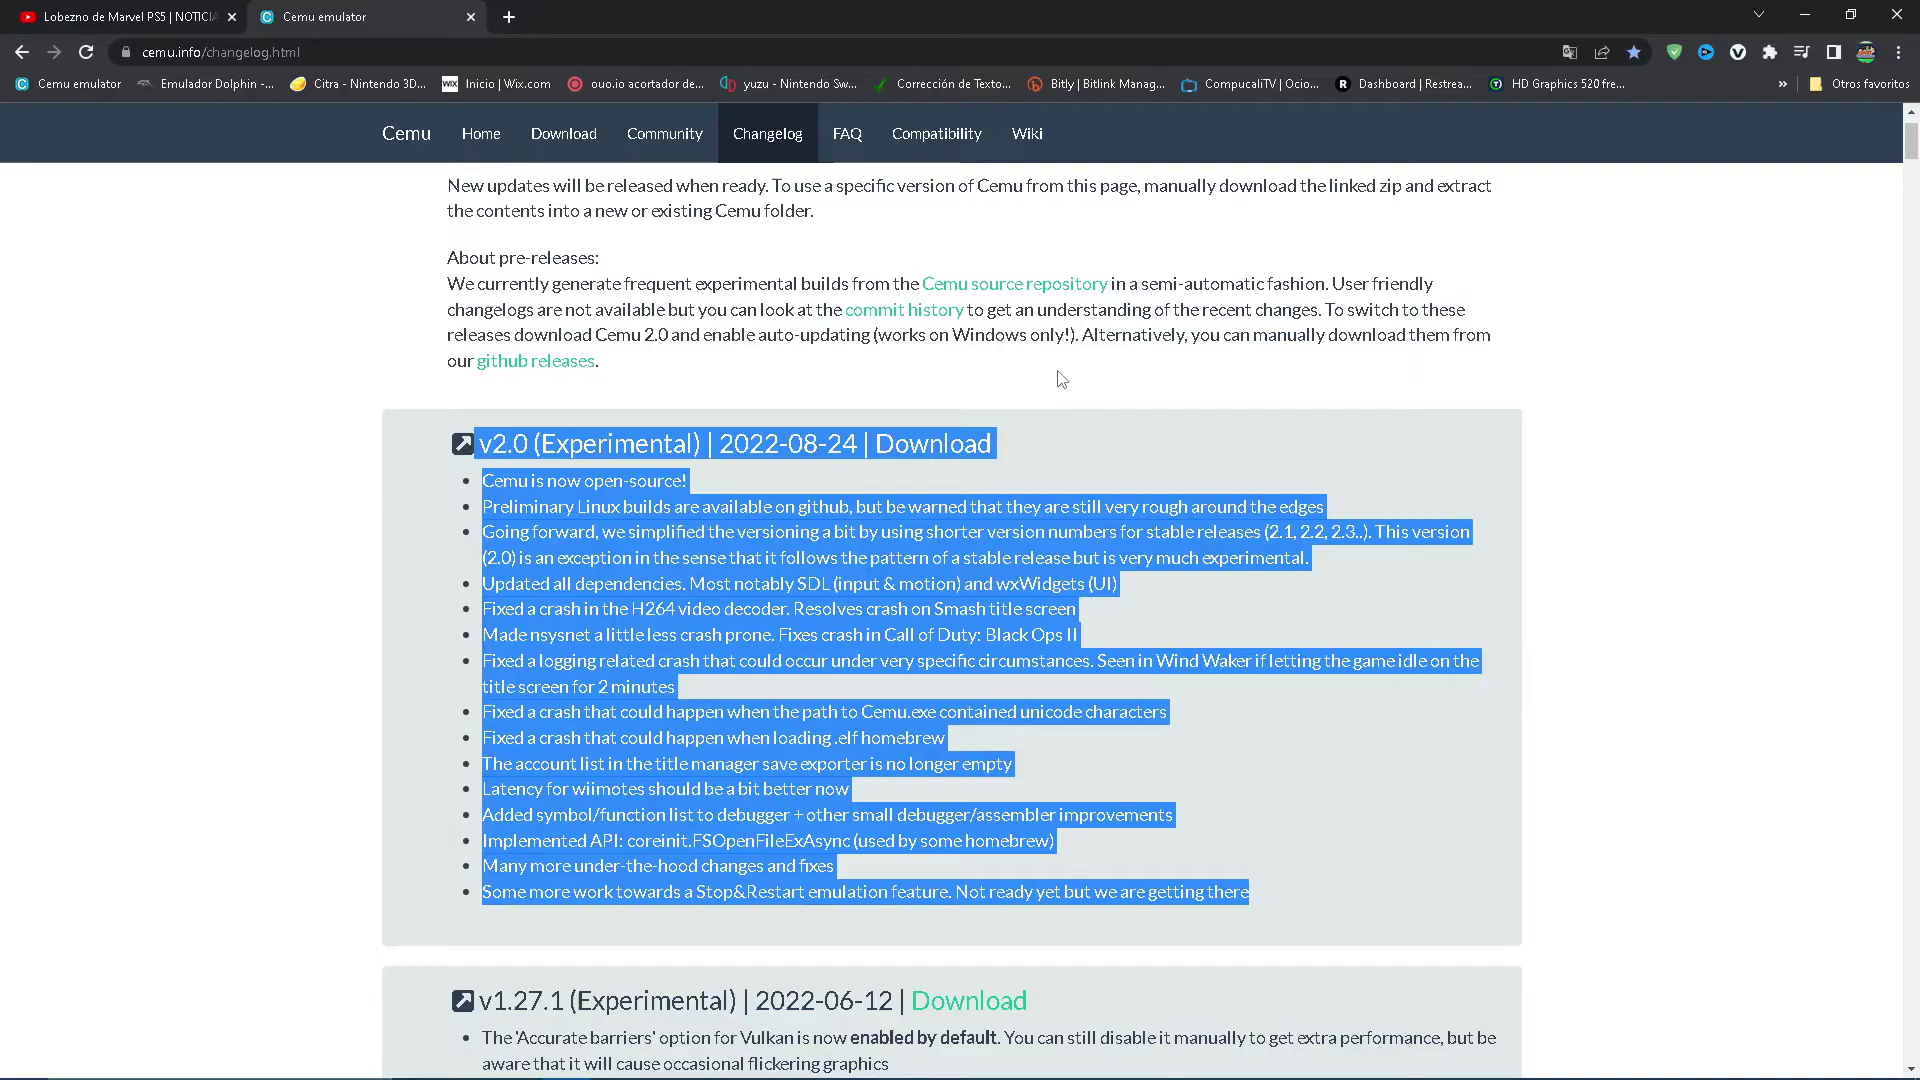 Lobezno de Marvel PS5 | NOTICIA
Cemu emulator
cemu.info/changelog.html
Cemu emulator
Emulador Dolphin -...
Citra - Nintendo 3D...
WiX
Inicio | Wix.com
ouo.io acortador de...
yuzu - Nintendo Sw...
Corrección de Texto...
Bitly | Bitlink Manag...
CompucaliTV | Ocio...
R
Dashboard | Restrea...
HD Graphics 520 fre...
»
Otros favoritos
Cemu
Home
Download
Community
Changelog
FAQ
Compatibility
Wiki
New updates will be released when ready. To use a specific version of Cemu from this page, manually download the linked zip and extract
the contents into a new or existing Cemu folder.
About pre-releases:
We currently generate frequent experimental builds from the Cemu source repository in a semi-automatic fashion. User friendly
changelogs are not available but you can look at the commit history to get an understanding of the recent changes. To switch to these
releases download Cemu 2.0 and enable auto-updating (works on Windows only!). Alternatively, you can manually download them from
our github releases.
v2.0 (Experimental) | 2022-08-24 | Download
Cemu is now open-source!
Preliminary Linux builds are available on github, but be warned that they are still very rough around the edges
Going forward, we simplified the versioning a bit by using shorter version numbers for stable releases (2.1, 2.2, 2.3..). This version
(2.0) is an exception in the sense that it follows the pattern of a stable release but is very much experimental.
Updated all dependencies. Most notably SDL (input & motion) and wxWidgets (UI)
Fixed a crash in the H264 video decoder. Resolves crash on Smash title screen
Made nsysnet a little less crash prone. Fixes crash in Call of Duty: Black Ops II
Fixed a logging related crash that could occur under very specific circumstances. Seen in Wind Waker if letting the game idle on the
title screen for 2 minutes
Fixed a crash that could happen when the path to Cemu.exe contained unicode characters
Fixed a crash that could happen when loading .elf homebrew
The account list in the title manager save exporter is no longer empty
Latency for wiimotes should be a bit better now
Added symbol/function list to debugger + other small debugger/assembler improvements
Implemented API: coreinit.FSOpenFileExAsync (used by some homebrew)
Many more under-the-hood changes and fixes
Some more work towards a Stop&Restart emulation feature. Not ready yet but we are getting there
v1.27.1 (Experimental) | 2022-06-12 | Download
The 'Accurate barriers' option for Vulkan is now enabled by default. You can still disable it manually to get extra performance, but be
aware that it will cause occasional flickering graphics